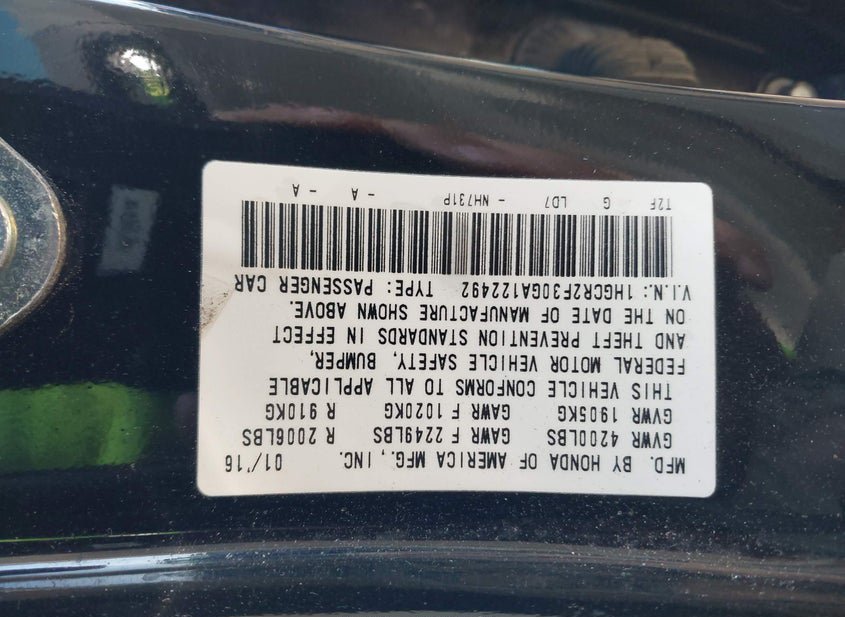 MFD. BY HONDA OF AMERICA MFG., INC. 01/'16
GVWR 4200LBS GAWR F 2249LBS R 2006LBS
GVWR 1905KG GAWR F 1020KG R 910KG
THIS VEHICLE CONFORMS TO ALL APPLICABLE
FEDERAL MOTOR VEHICLE SAFETY, BUMPER,
AND THEFT PREVENTION STANDARDS IN EFFECT
ON THE DATE OF MANUFACTURE SHOWN ABOVE.
V.I.N.: 1HGCR2F30GA122492 TYPE: PASSENGER CAR
T2F G LD7 - NH731P - A - A